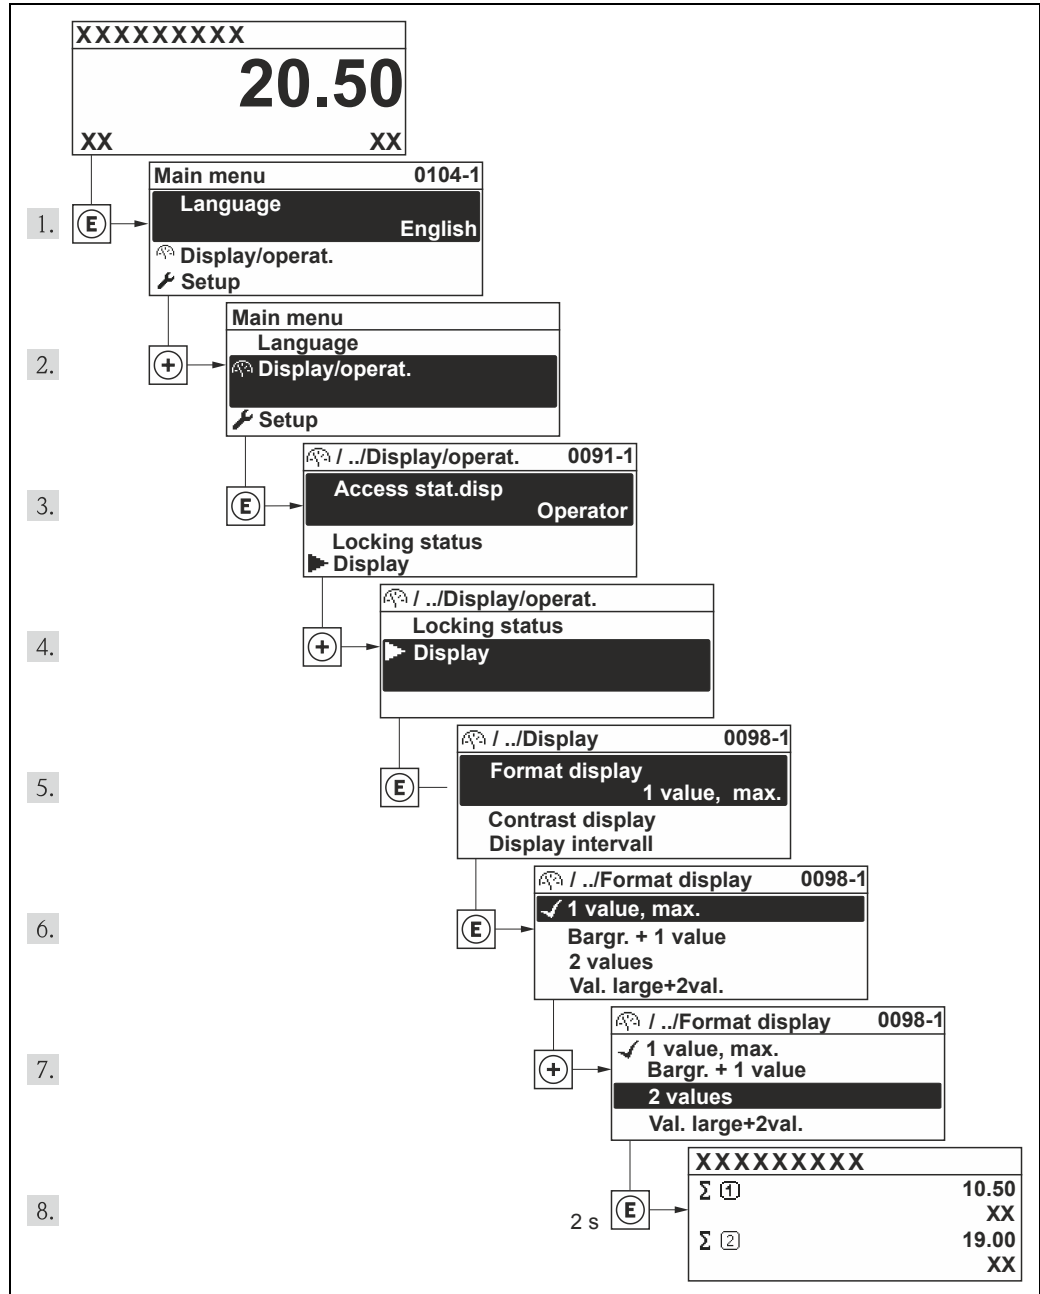 XXXXXXXXX
20.50
XX XX
Main menu 0104-1
Language
English
Display/operat.
Setup
1. E
Main menu
Language
Display/operat.
Setup
2. +
/ ../Display/operat. 0091-1
Access stat.disp
Operator
Locking status
Display
3. E
/ ../Display/operat.
Locking status
Display
4. +
/ ../Display 0098-1
Format display
1 value, max.
Contrast display
Display intervall
5. E
/ ../Format display 0098-1
1 value, max.
Bargr. + 1 value
2 values
Val. large+2val.
6. E
/ ../Format display 0098-1
1 value, max.
Bargr. + 1 value
2 values
Val. large+2val.
7. +
XXXXXXXXX
Σ 1 10.50
XX
Σ 2 19.00
XX
8. 2 s E